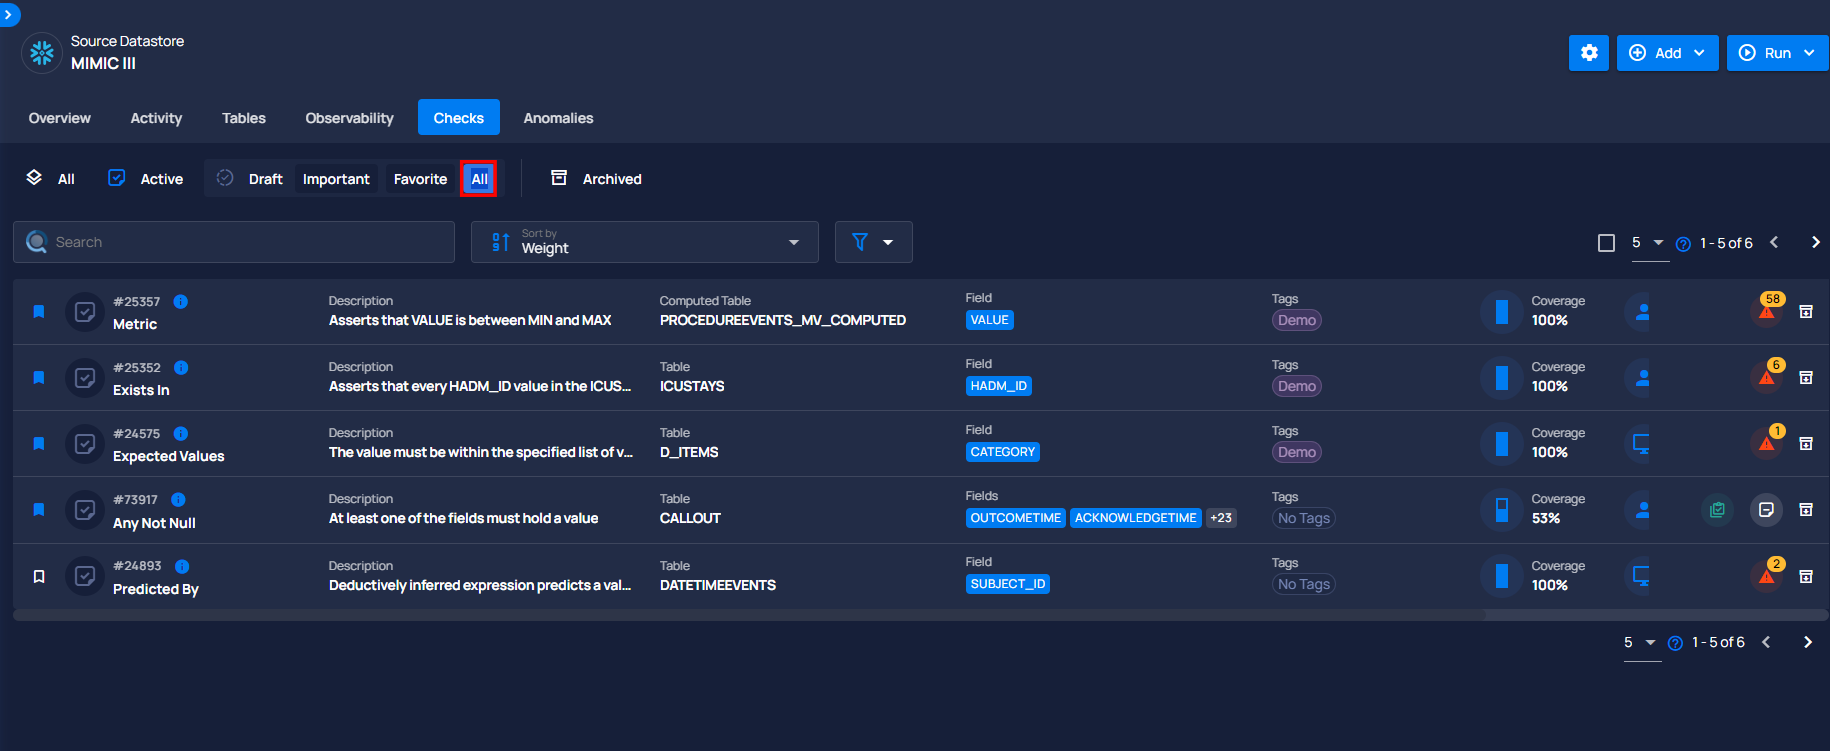 Source Datastore
MIMIC III
Add
Run
Overview
Activity
Tables
Observability
Checks
Anomalies
All
Active
Draft
Important
Favorite
All
Archived
Search
Sort by
Weight
5
1 - 5 of 6
#25357
Metric
Description
Asserts that VALUE is between MIN and MAX
Computed Table
PROCEDUREEVENTS_MV_COMPUTED
Field
VALUE
Tags
Demo
Coverage
100%
58
#25352
Exists In
Description
Asserts that every HADM_ID value in the ICUS...
Table
ICUSTAYS
Field
HADM_ID
Tags
Demo
Coverage
100%
6
#24575
Expected Values
Description
The value must be within the specified list of v...
Table
D_ITEMS
Field
CATEGORY
Tags
Demo
Coverage
100%
1
#73917
Any Not Null
Description
At least one of the fields must hold a value
Table
CALLOUT
Fields
OUTCOMETIME ACKNOWLEDGETIME +23
Tags
No Tags
Coverage
53%
#24893
Predicted By
Description
Deductively inferred expression predicts a val...
Table
DATETIMEEVENTS
Field
SUBJECT_ID
Tags
No Tags
Coverage
100%
2
5
1 - 5 of 6